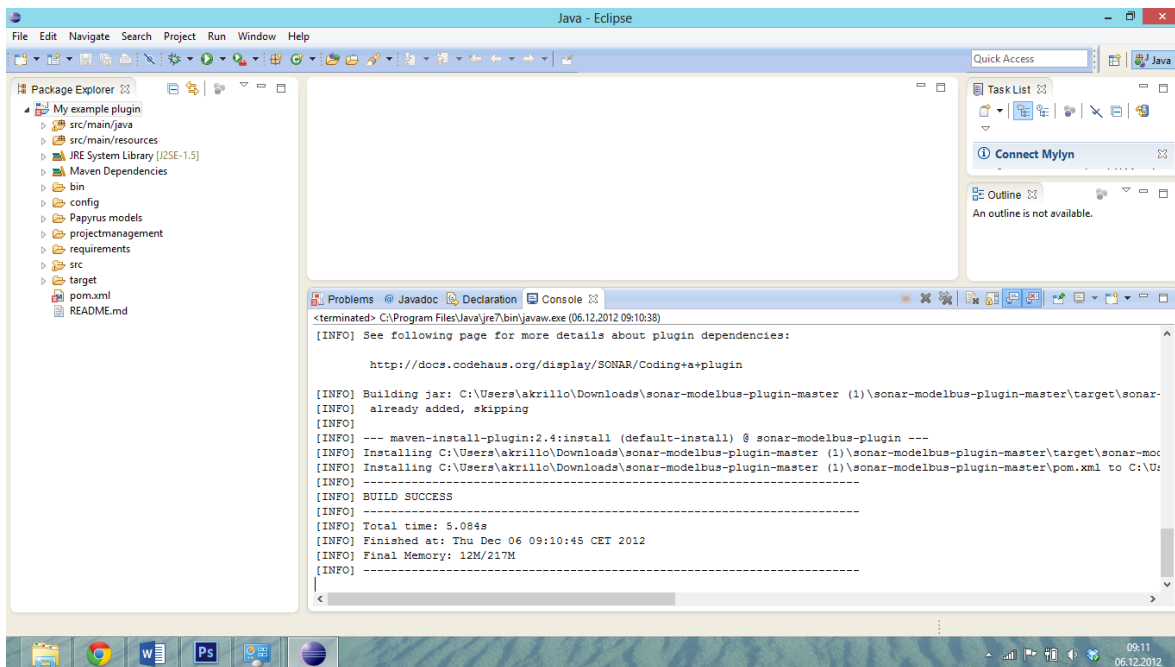 Java - Eclipse
File Edit Navigate Search Project Run Window Help
Quick Access
Java
Package Explorer
My example plugin
src/main/java
src/main/resources
JRE System Library [J2SE-1.5]
Maven Dependencies
bin
config
Papyrus models
projectmanagement
requirements
src
target
pom.xml
README.md
Task List
Connect Mylyn
Outline
An outline is not available.
Problems @ Javadoc Declaration Console
<terminated> C:\Program Files\Java\jre7\bin\javaw.exe (06.12.2012 09:10:38)
[INFO] See following page for more details about plugin dependencies:
http://docs.codehaus.org/display/SONAR/Coding+a+plugin
[INFO] Building jar: C:\Users\akrillo\Downloads\sonar-modelbus-plugin-master (1)\sonar-modelbus-plugin-master\target\sonar-
[INFO] already added, skipping
[INFO]
[INFO] --- maven-install-plugin:2.4:install (default-install) @ sonar-modelbus-plugin ---
[INFO] Installing C:\Users\akrillo\Downloads\sonar-modelbus-plugin-master (1)\sonar-modelbus-plugin-master\target\sonar-mod
[INFO] Installing C:\Users\akrillo\Downloads\sonar-modelbus-plugin-master (1)\sonar-modelbus-plugin-master\pom.xml to C:\Us
[INFO] ------------------------------------------------------------------------
[INFO] BUILD SUCCESS
[INFO] ------------------------------------------------------------------------
[INFO] Total time: 5.084s
[INFO] Finished at: Thu Dec 06 09:10:45 CET 2012
[INFO] Final Memory: 12M/217M
[INFO] ------------------------------------------------------------------------
Ps
09:11
06.12.2012